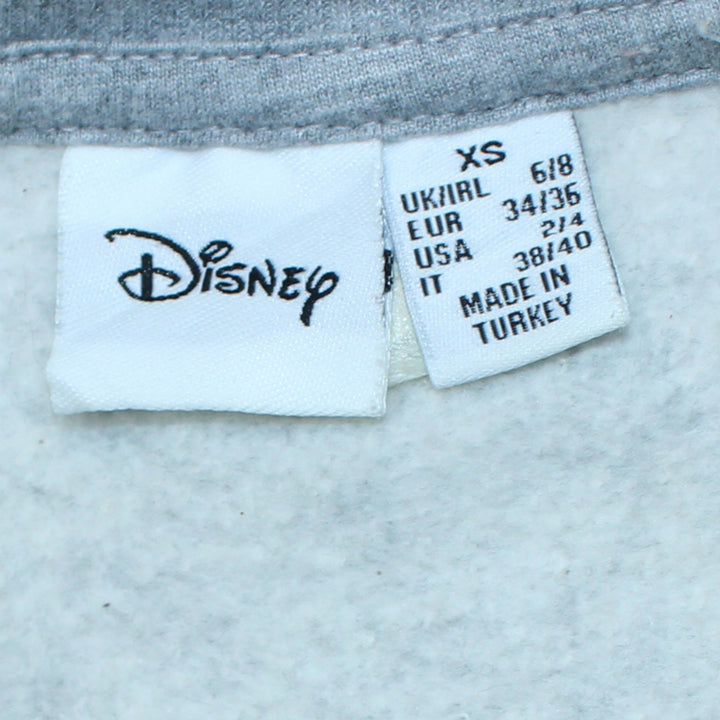 Disney
XS
UK/IRL 6/8
EUR 34/36
USA 2/4
IT 38/40
MADE IN
TURKEY